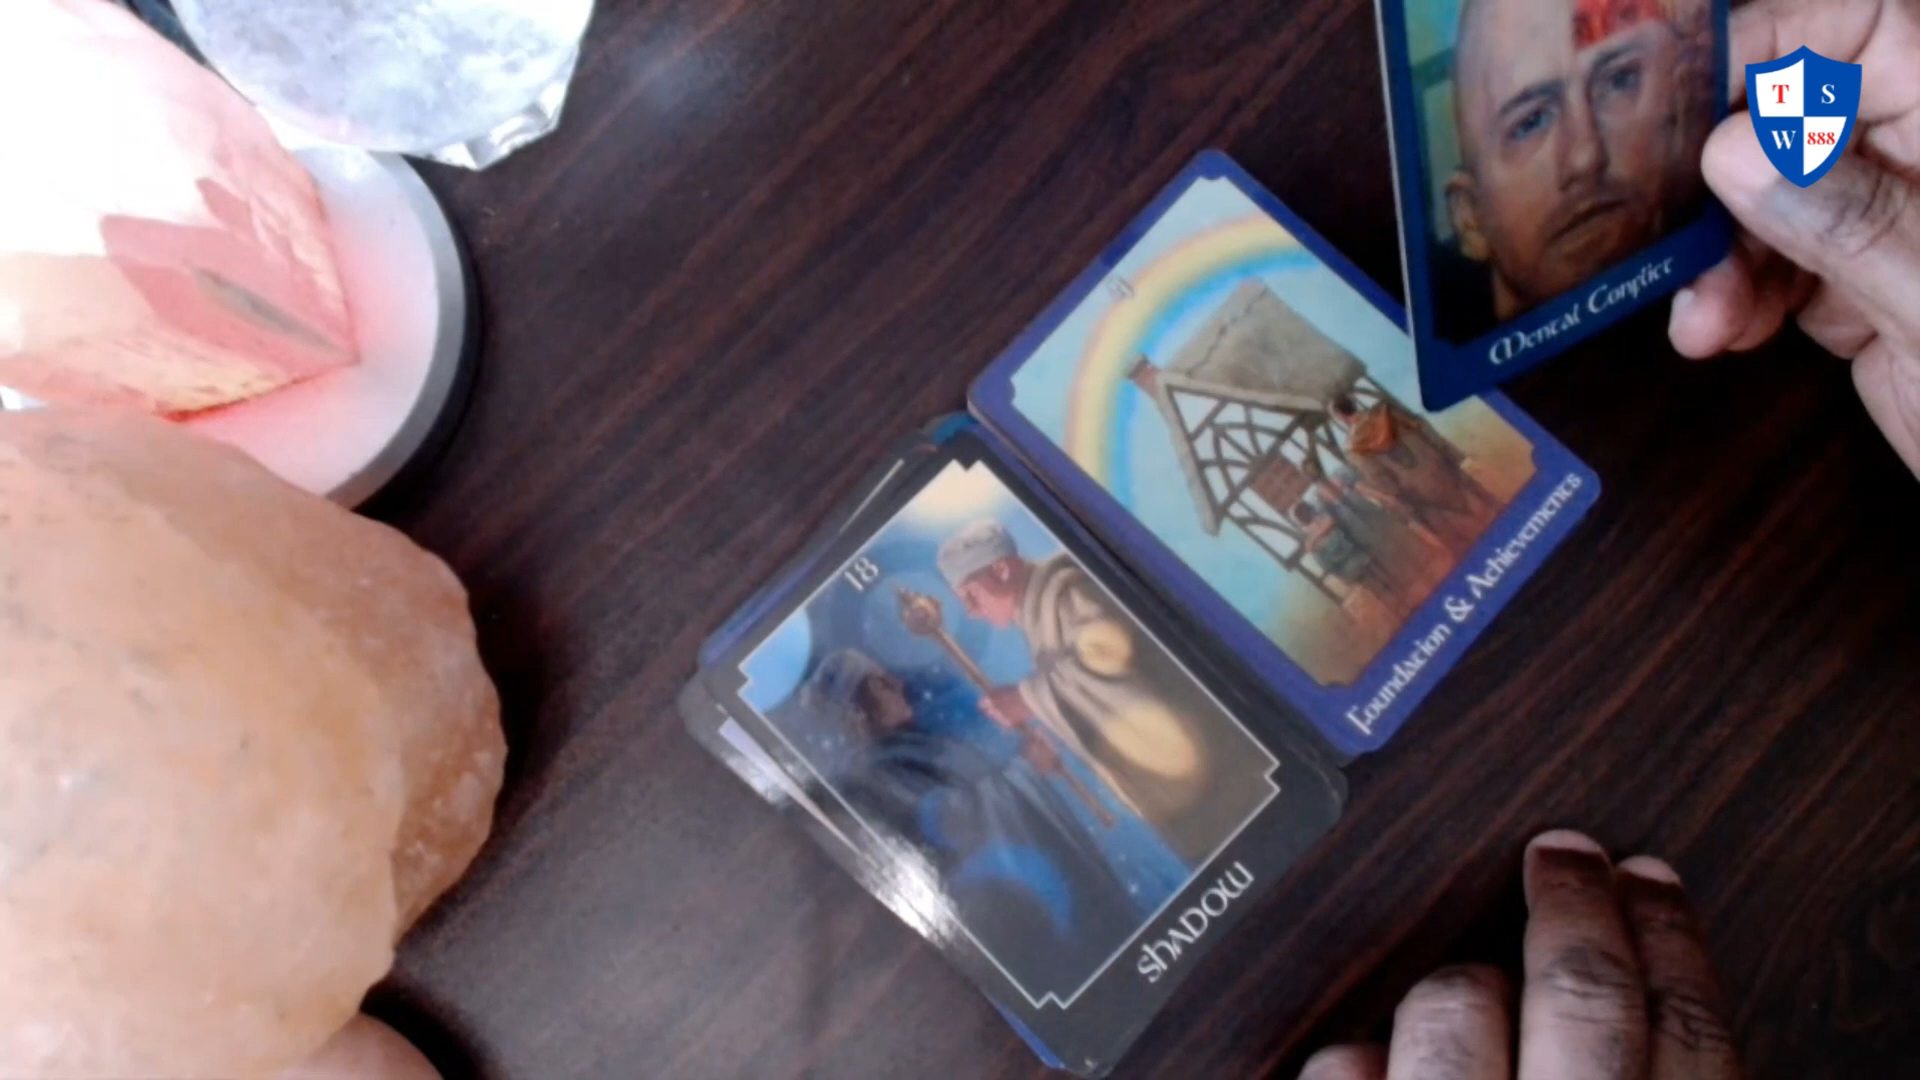 T S
W 888
Mental Conflict
Foundation & Achievements
18
SHADOW